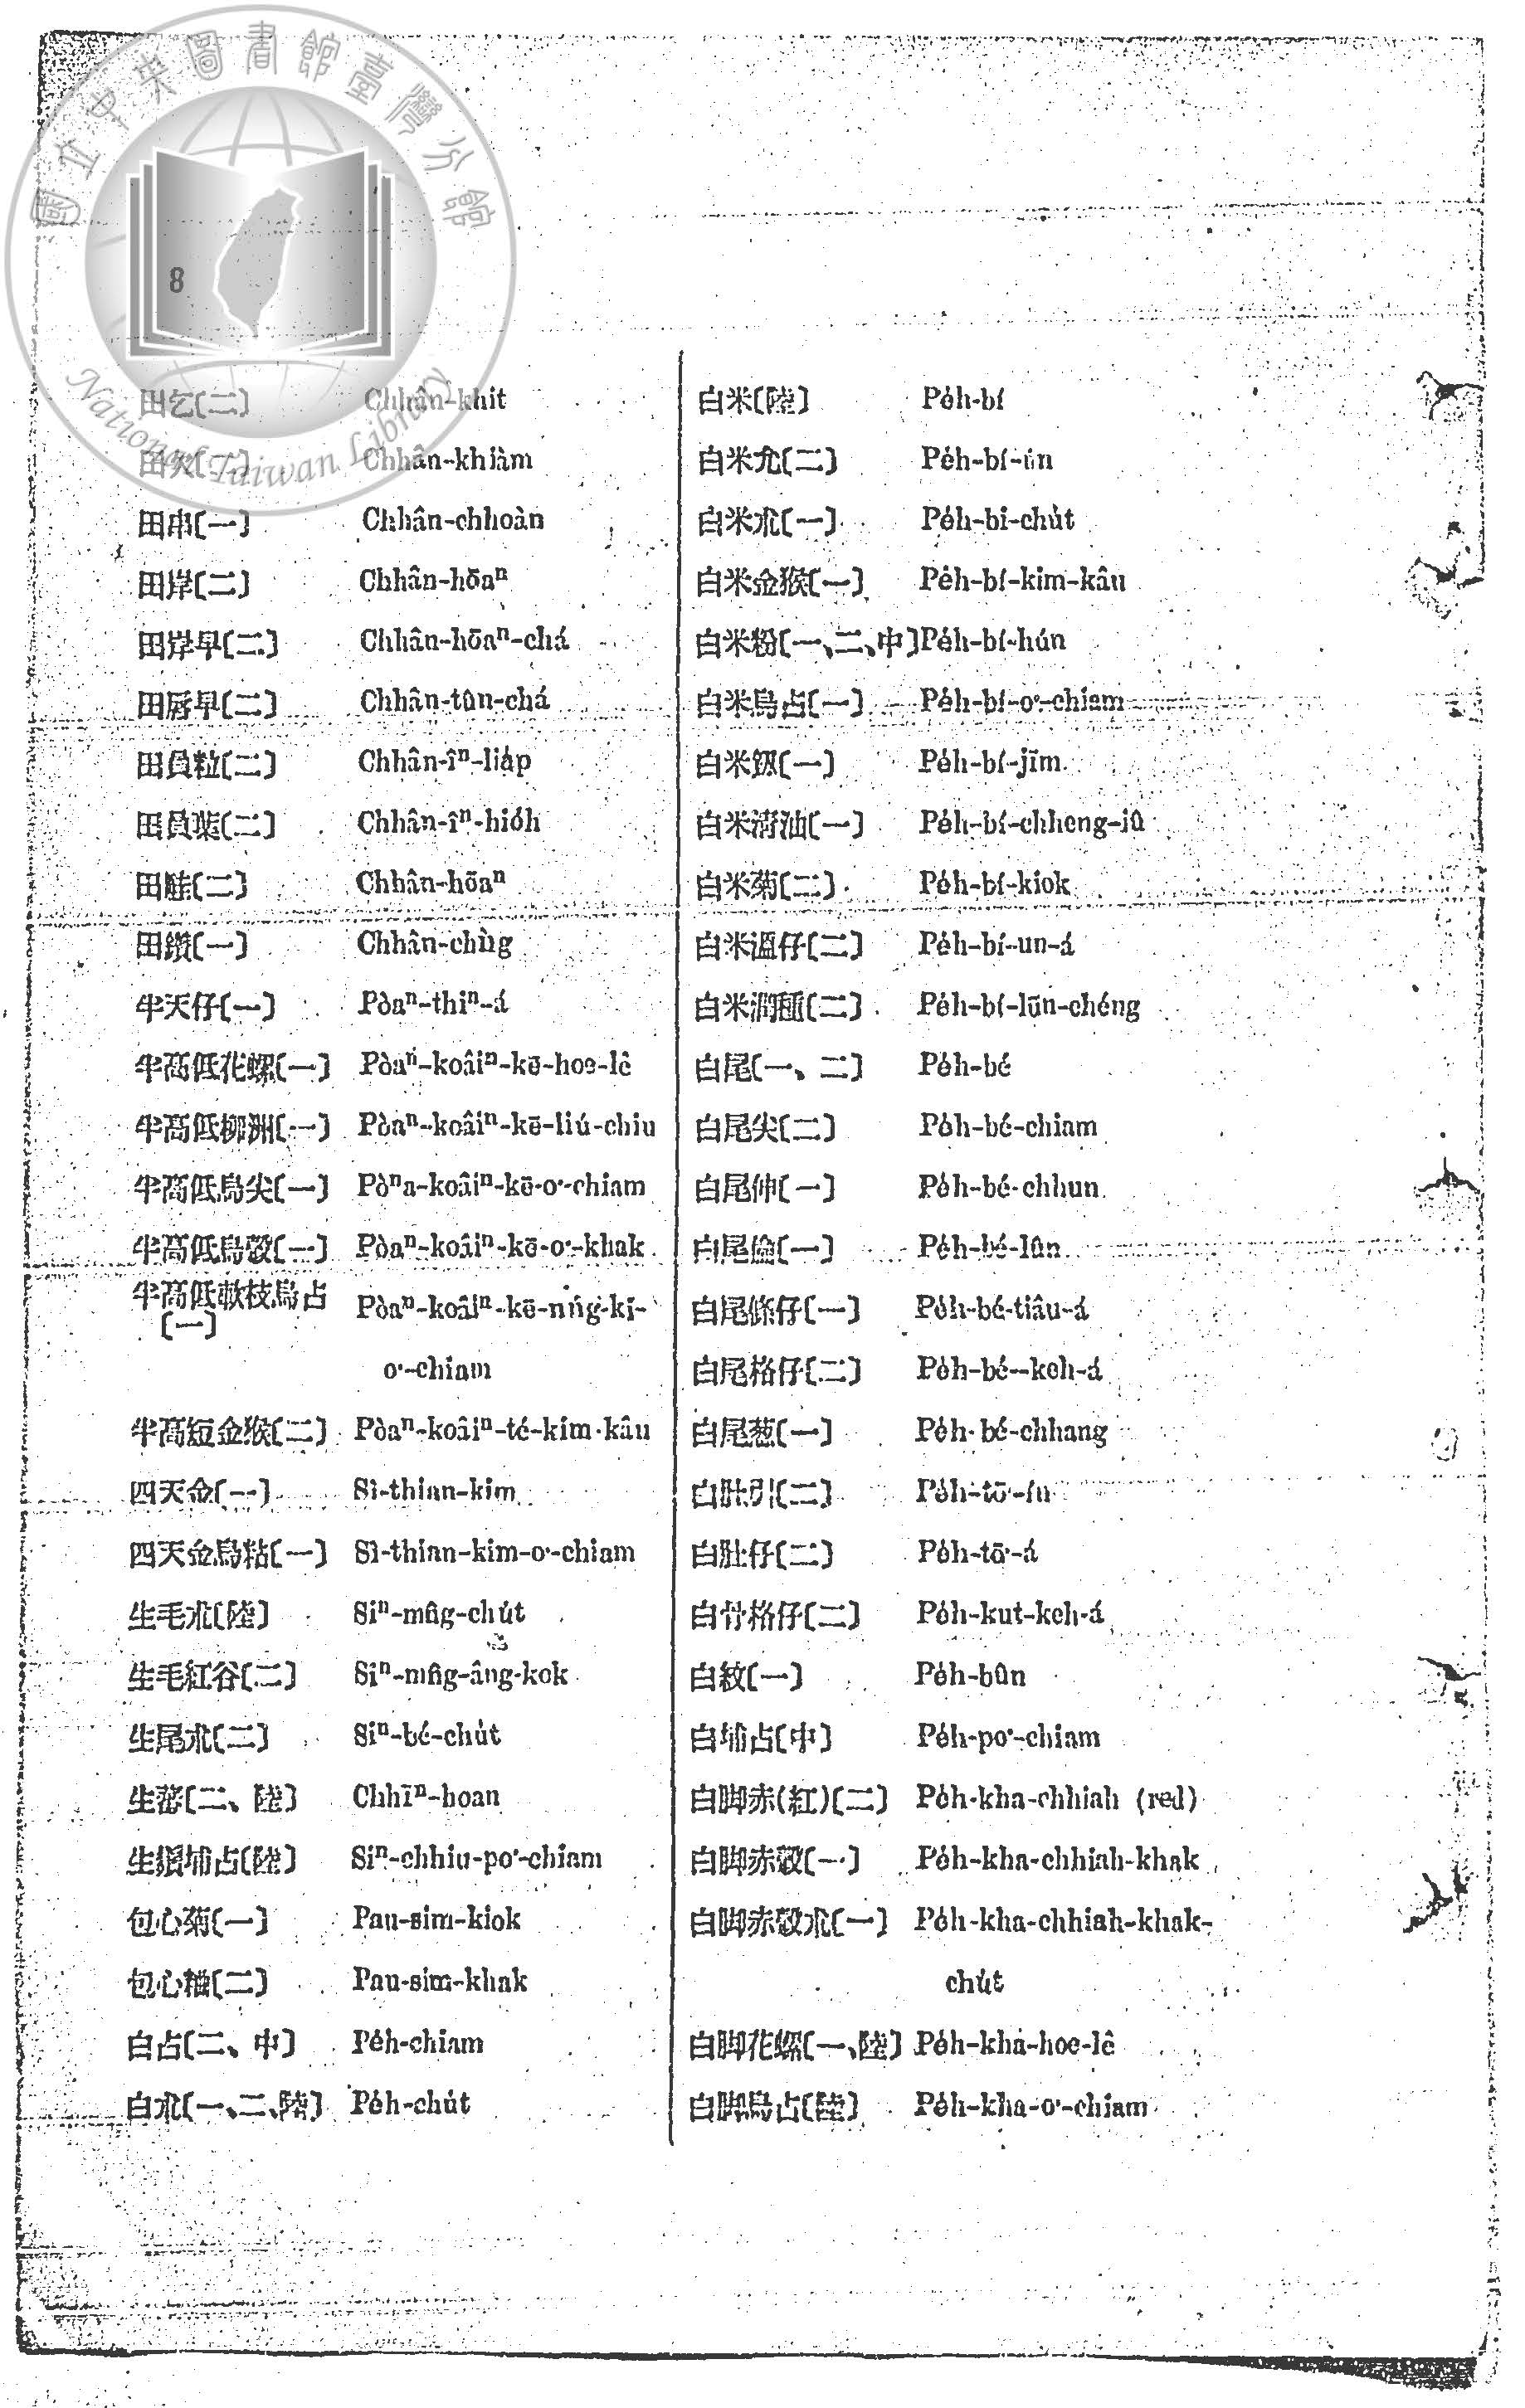 國立中央圖書館臺灣分館
National Taiwan Library
8
田乞〔二〕 Chhân-khit
田欠〔二〕 Chhân-khiàm
田串〔一〕 Chhân-chhoàn
田岸〔二〕 Chhân-hōaⁿ
田岸早〔二〕 Chhân-hōaⁿ-chá
田唇早〔二〕 Chhân-tûn-chá
田員粒〔二〕 Chhân-îⁿ-lia̍p
田員葉〔二〕 Chhân-îⁿ-hio̍h
田畦〔二〕 Chhân-hōaⁿ
田鑽〔一〕 Chhân-chǹg
半天仔〔一〕 Pòaⁿ-thiⁿ-á
半高低花螺〔一〕 Pòaⁿ-koâiⁿ-kē-hoe-lê
半高低柳洲〔一〕 Pòaⁿ-koâiⁿ-kē-liú-chiu
半高低烏尖〔一〕 Pòⁿa-koâiⁿ-kē-o·-chiam
半高低烏殼〔一〕 Pòaⁿ-koâiⁿ-kē-o·-khak
半高低軟枝烏占〔一〕 Pòaⁿ-koâiⁿ-kē-nńg-ki-
o·-chiam
半高短金猴〔二〕 Pòaⁿ-koâiⁿ-té-kim-kâu
四天金〔一〕 Sì-thian-kim
四天金烏粘〔一〕 Sì-thian-kim-o·-chiam
生毛朮〔陸〕 Siⁿ-mn̂g-chu̍t
生毛紅谷〔二〕 Siⁿ-mn̂g-âng-kok
生尾朮〔二〕 Siⁿ-bé-chu̍t
生蕃〔二、陸〕 Chhīⁿ-hoan
生鬚埔占〔陸〕 Siⁿ-chhiu-po·-chiam
包心菊〔一〕 Pau-sim-kiok
包心糙〔二〕 Pau-sim-khak
白占〔二、中〕 Pe̍h-chiam
白朮〔一、二、陸〕 Pe̍h-chu̍t
白米〔陸〕 Pe̍h-bí
白米允〔二〕 Pe̍h-bí-ún
白米朮〔一〕 Pe̍h-bi-chu̍t
白米金猴〔一〕 Pe̍h-bí-kim-kâu
白米粉〔一、二、中〕 Pe̍h-bí-hún
白米烏占〔一〕 Pe̍h-bí-o·-chiam
白米〔一〕 Pe̍h-bí-jīm
白米清油〔一〕 Pe̍h-bí-chheng-iû
白米菊〔二〕 Pe̍h-bí-kiok
白米溫仔〔二〕 Pe̍h-bí-un-á
白米潤種〔二〕 Pe̍h-bí-lūn-chéng
白尾〔一、二〕 Pe̍h-bé
白尾尖〔二〕 Pe̍h-bé-chiam
白尾伸〔一〕 Pe̍h-bé-chhun
白尾倫〔一〕 Pe̍h-bé-lûn
白尾條仔〔一〕 Pe̍h-bé-tiâu-á
白尾格仔〔二〕 Pe̍h-bé-keh-á
白尾葱〔一〕 Pe̍h-bé-chhang
白肚引〔二〕 Pe̍h-tō·-ín
白肚仔〔二〕 Pe̍h-tō·-á
白骨格仔〔二〕 Pe̍h-kut-keh-á
白紋〔一〕 Pe̍h-bûn
白埔占〔中〕 Pe̍h-po·-chiam
白脚赤(紅)〔二〕 Pe̍h-kha-chhiah (red)
白脚赤殼〔一〕 Pe̍h-kha-chhiah-khak
白脚赤殼朮〔一〕 Pe̍h-kha-chhiah-khak-
chu̍t
白脚花螺〔一、陸〕 Pe̍h-kha-hoe-lê
白脚烏占〔陸〕 Pe̍h-kha-o·-chiam